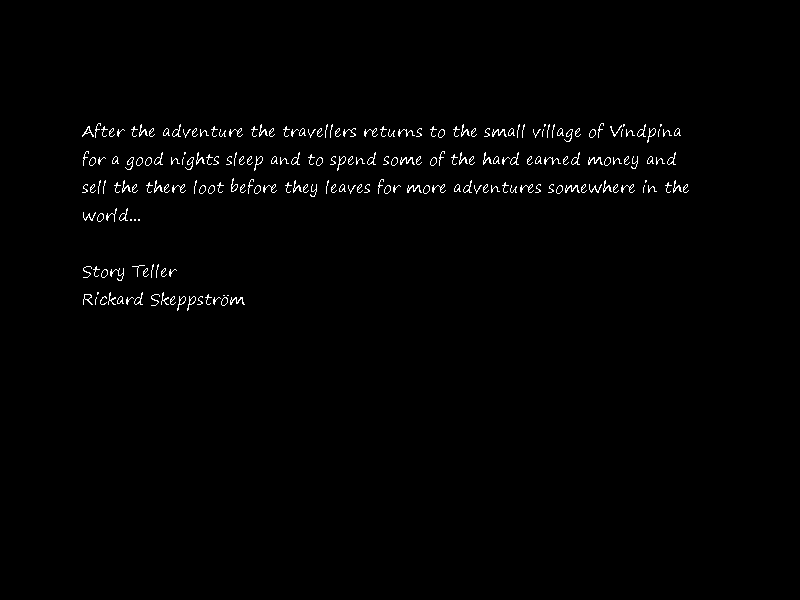 After the adventure the travellers returns to the small village of Vindpina
for a good nights sleep and to spend some of the hard earned money and
sell the there loot before they leaves for more adventures somewhere in the
world...
Story Teller
Rickard Skeppström